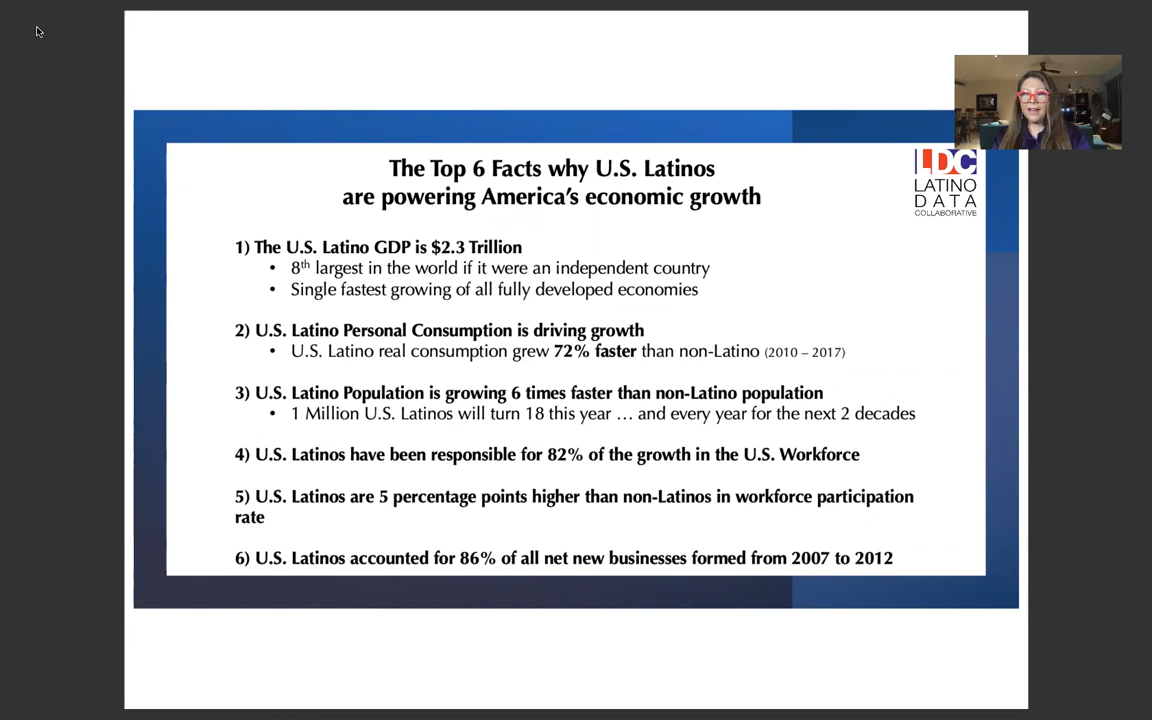 The Top 6 Facts why U.S. Latinos
are powering America's economic growth
LDC
LATINO
DATA
COLLABORATIVE
1) The U.S. Latino GDP is $2.3 Trillion
• 8th largest in the world if it were an independent country
• Single fastest growing of all fully developed economies
2) U.S. Latino Personal Consumption is driving growth
• U.S. Latino real consumption grew 72% faster than non-Latino (2010 – 2017)
3) U.S. Latino Population is growing 6 times faster than non-Latino population
• 1 Million U.S. Latinos will turn 18 this year … and every year for the next 2 decades
4) U.S. Latinos have been responsible for 82% of the growth in the U.S. Workforce
5) U.S. Latinos are 5 percentage points higher than non-Latinos in workforce participation
rate
6) U.S. Latinos accounted for 86% of all net new businesses formed from 2007 to 2012